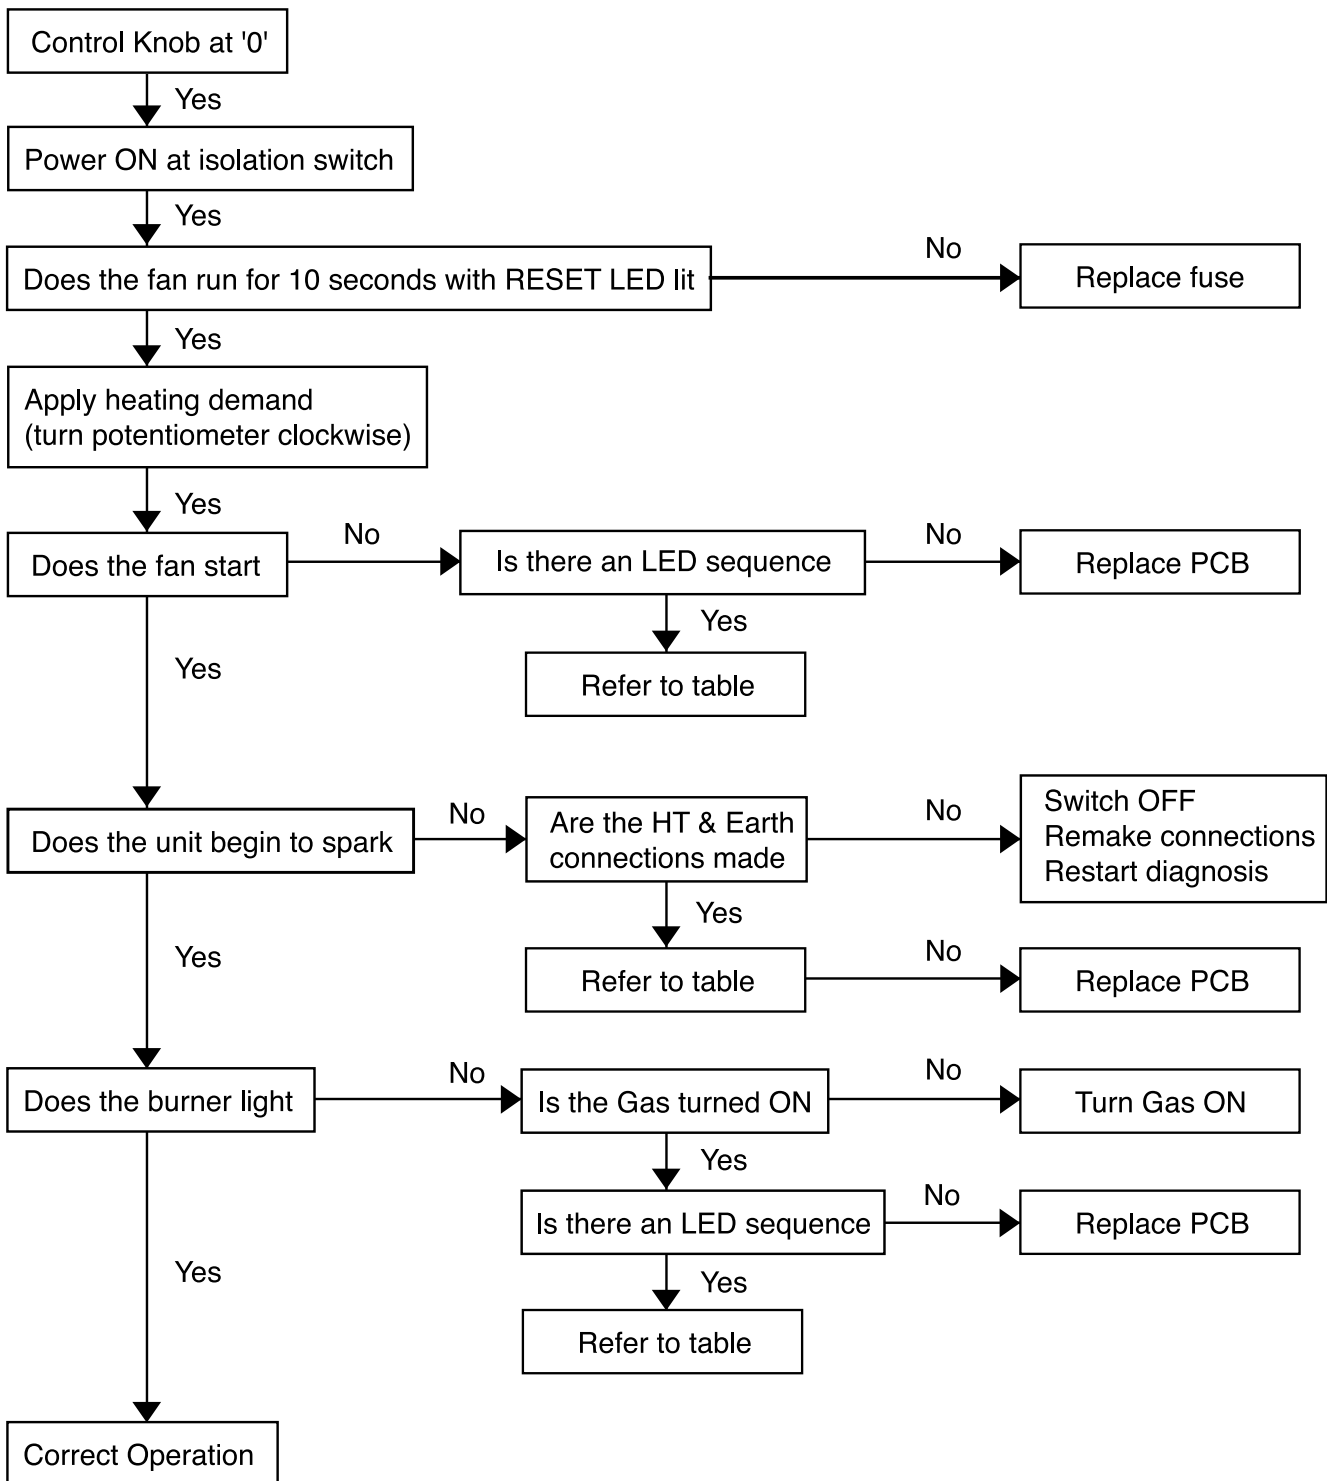 Control Knob at '0'
Yes
Power ON at isolation switch
Yes
Does the fan run for 10 seconds with RESET LED lit
No
Replace fuse
Yes
Apply heating demand
(turn potentiometer clockwise)
Yes
Does the fan start
No
Is there an LED sequence
No
Replace PCB
Yes
Refer to table
Yes
Does the unit begin to spark
No
Are the HT & Earth
connections made
No
Switch OFF
Remake connections
Restart diagnosis
Yes
Refer to table
No
Replace PCB
Yes
Does the burner light
No
Is the Gas turned ON
No
Turn Gas ON
Yes
Is there an LED sequence
No
Replace PCB
Yes
Refer to table
Yes
Correct Operation